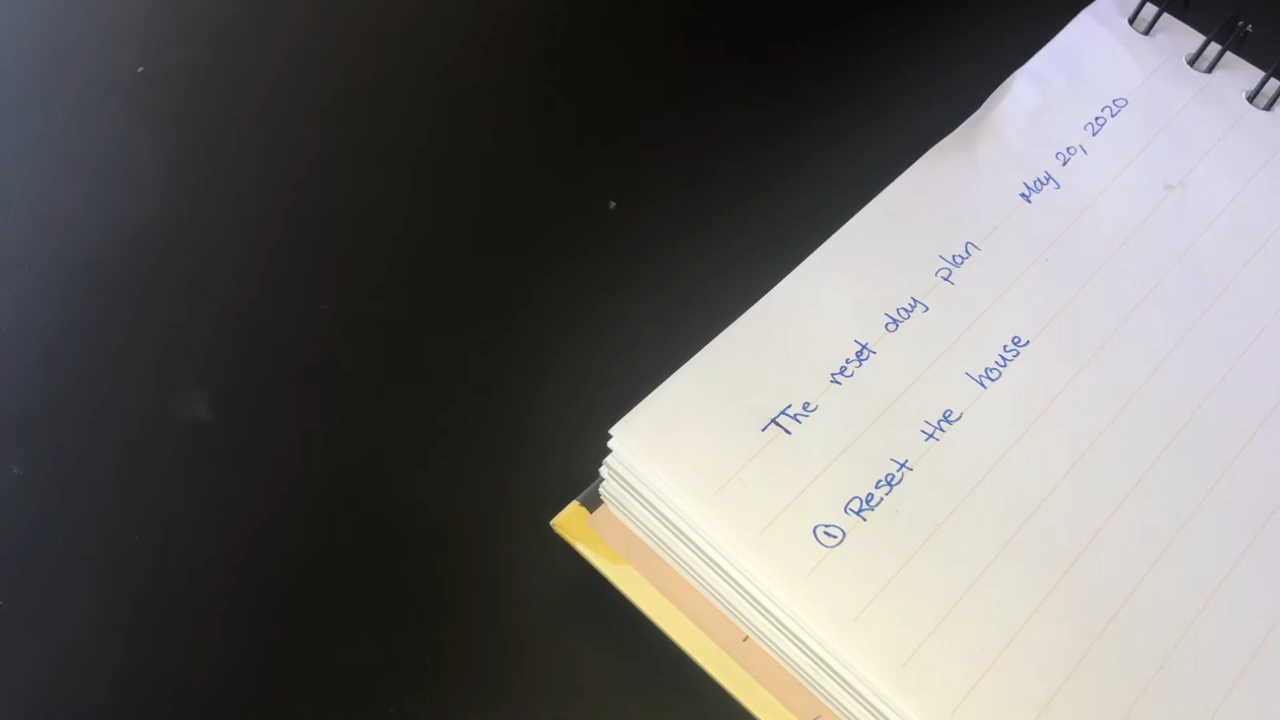 May 20, 2020
The reset day plan
① Reset the house